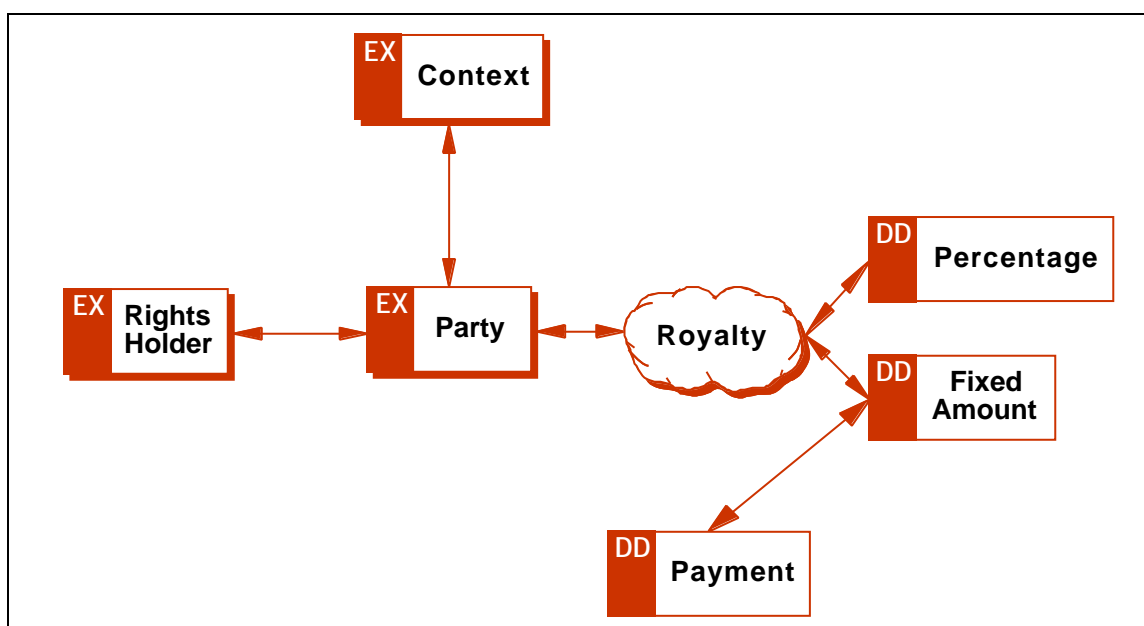 EX
Context
EX
Rights
Holder
EX
Party
Royalty
DD
Percentage
DD
Fixed
Amount
DD
Payment